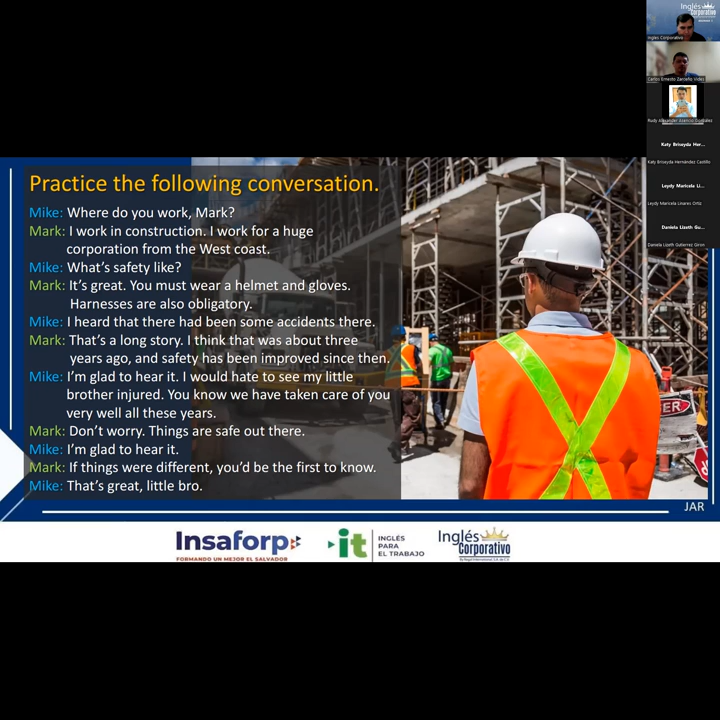 Practice the following conversation.
Mike: Where do you work, Mark?
Mark: I work in construction. I work for a huge
corporation from the West coast.
Mike: What's safety like?
Mark: It's great. You must wear a helmet and gloves.
Harnesses are also obligatory.
Mike: I heard that there had been some accidents there.
Mark: That's a long story. I think that was about three
years ago, and safety has been improved since then.
Mike: I'm glad to hear it. I would hate to see my little
brother injured. You know we have taken care of you
very well all these years.
Mark: Don't worry. Things are safe out there.
Mike: I'm glad to hear it.
Mark: If things were different, you'd be the first to know.
Mike: That's great, little bro.
DANGER
JAR
Insaforp
FORMANDO UN MEJOR EL SALVADOR
it
INGLÉS
PARA
EL TRABAJO
Inglés
Corporativo
Inglés
Corporativo
Inglés Corporativo
Carlos Ernesto Zarceño Vides
Katy Briseyda Her...
Katy Briseyda Hernández Castillo
Leydy Maricela Li...
Leydy Maricela Linares Ortiz
Daniela Lizeth Gu...
Daniela Lizeth Gutierrez Giron